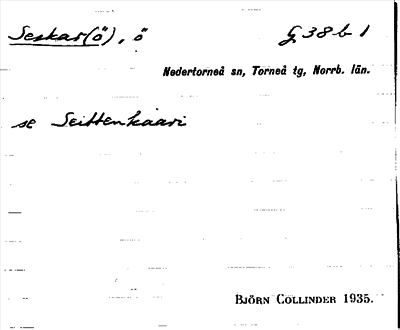 Seskar(ö), ö G 38 b 1
Nedertorneå sn, Torneå tg, Norrb. län.
se Seittenkaari
BJÖRN COLLINDER 1935.